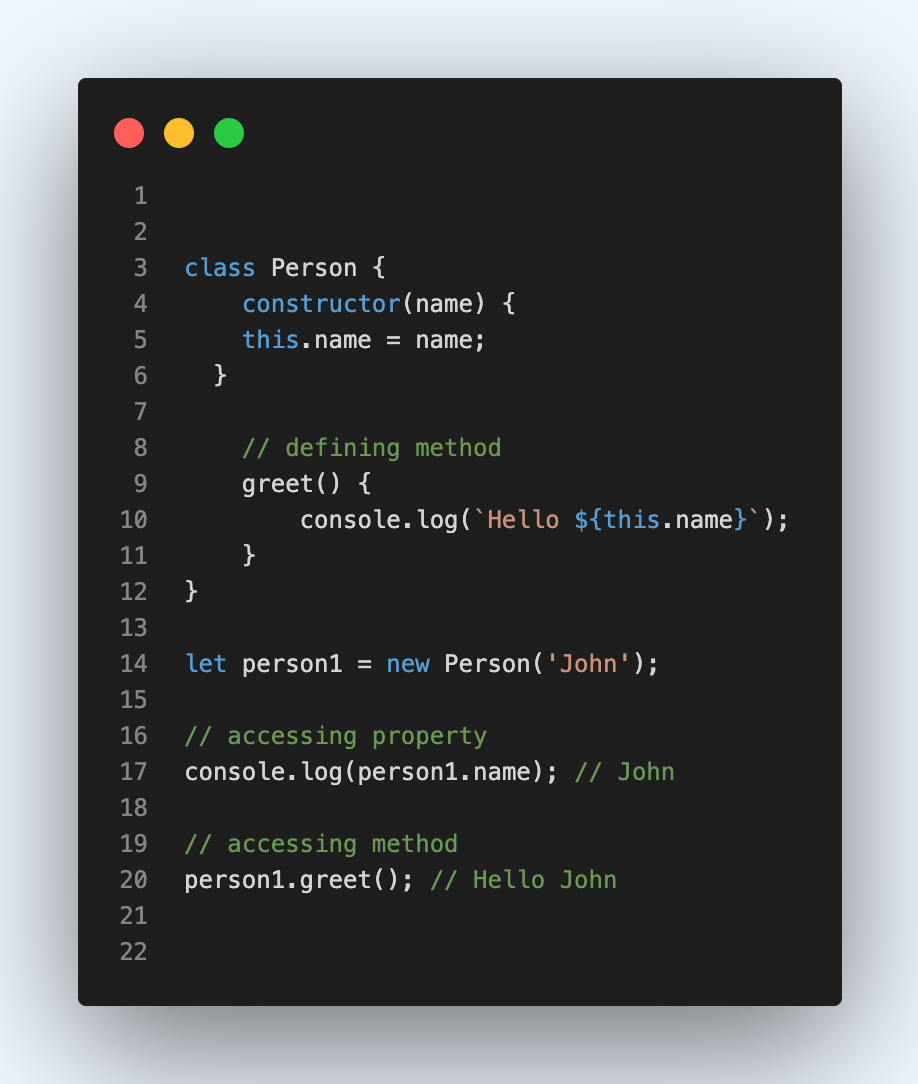 1
2
3 class Person {
4     constructor(name) {
5     this.name = name;
6   }
7
8     // defining method
9     greet() {
10         console.log(`Hello ${this.name}`);
11     }
12 }
13
14 let person1 = new Person('John');
15
16 // accessing property
17 console.log(person1.name); // John
18
19 // accessing method
20 person1.greet(); // Hello John
21
22